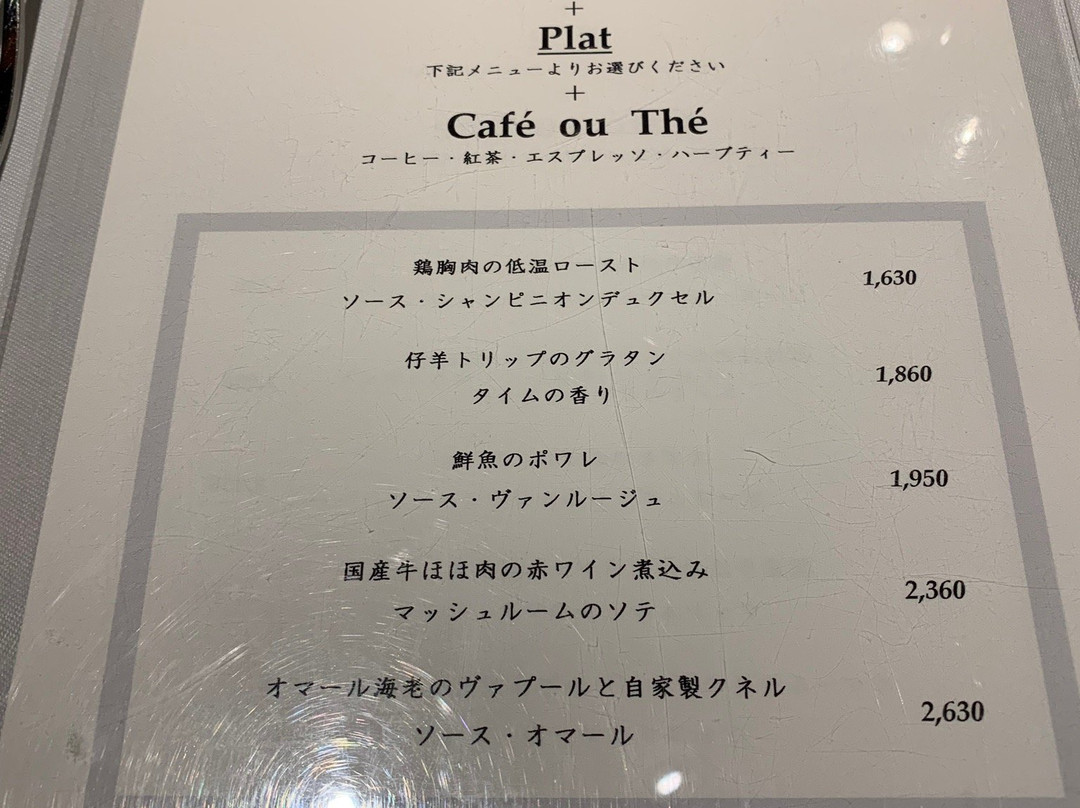 +
Plat
下記メニューよりお選びください
+
Café ou Thé
コーヒー・紅茶・エスプレッソ・ハーブティー
鶏胸肉の低温ロースト
ソース・シャンピニオンデュクセル
1,630
仔羊トリップのグラタン
タイムの香り
1,860
鮮魚のポワレ
ソース・ヴァンルージュ
1,950
国産牛ほほ肉の赤ワイン煮込み
マッシュルームのソテ
2,360
オマール海老のヴァプールと自家製クネル
ソース・オマール
2,630